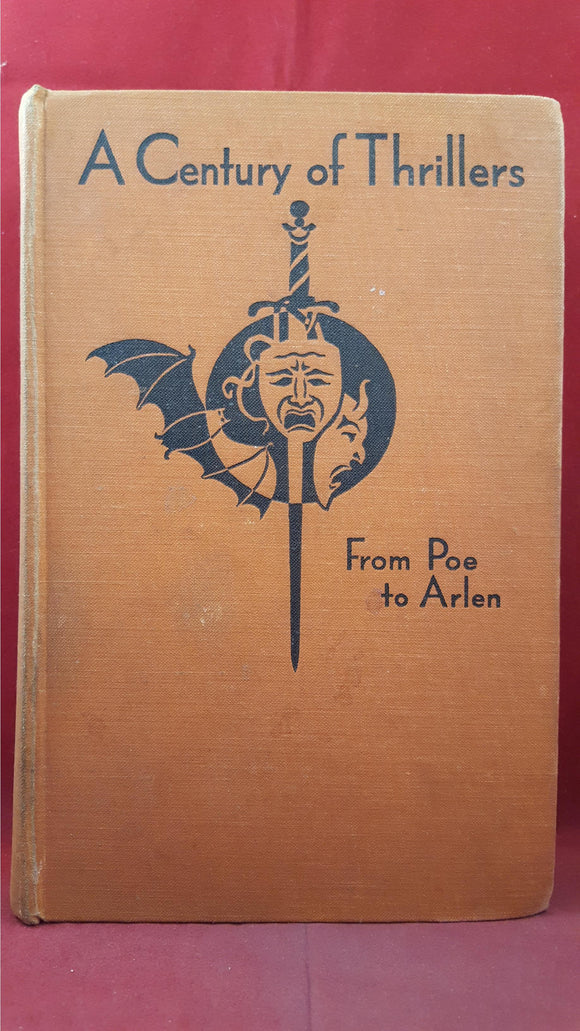 A Century of Thrillers
From Poe
to Arlen